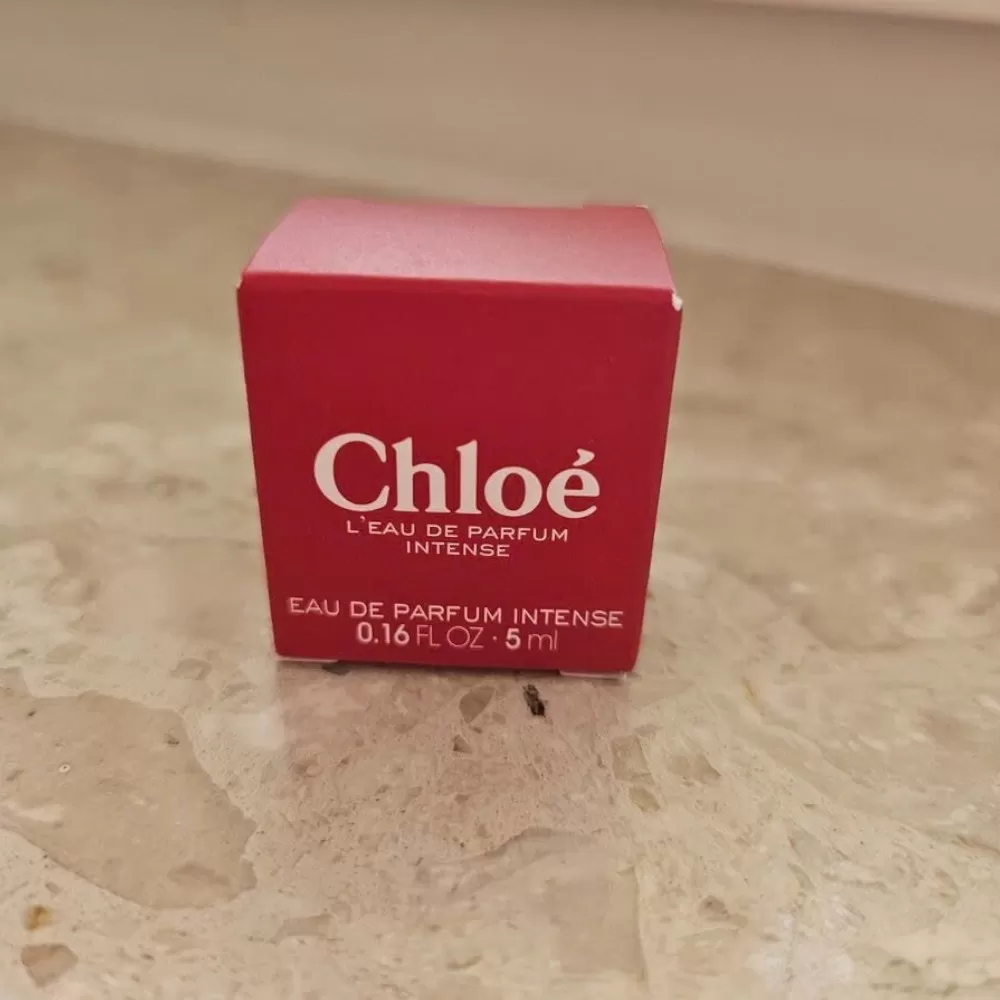 Chloé
L'EAU DE PARFUM
INTENSE
EAU DE PARFUM INTENSE
0.16 FL OZ · 5 ml